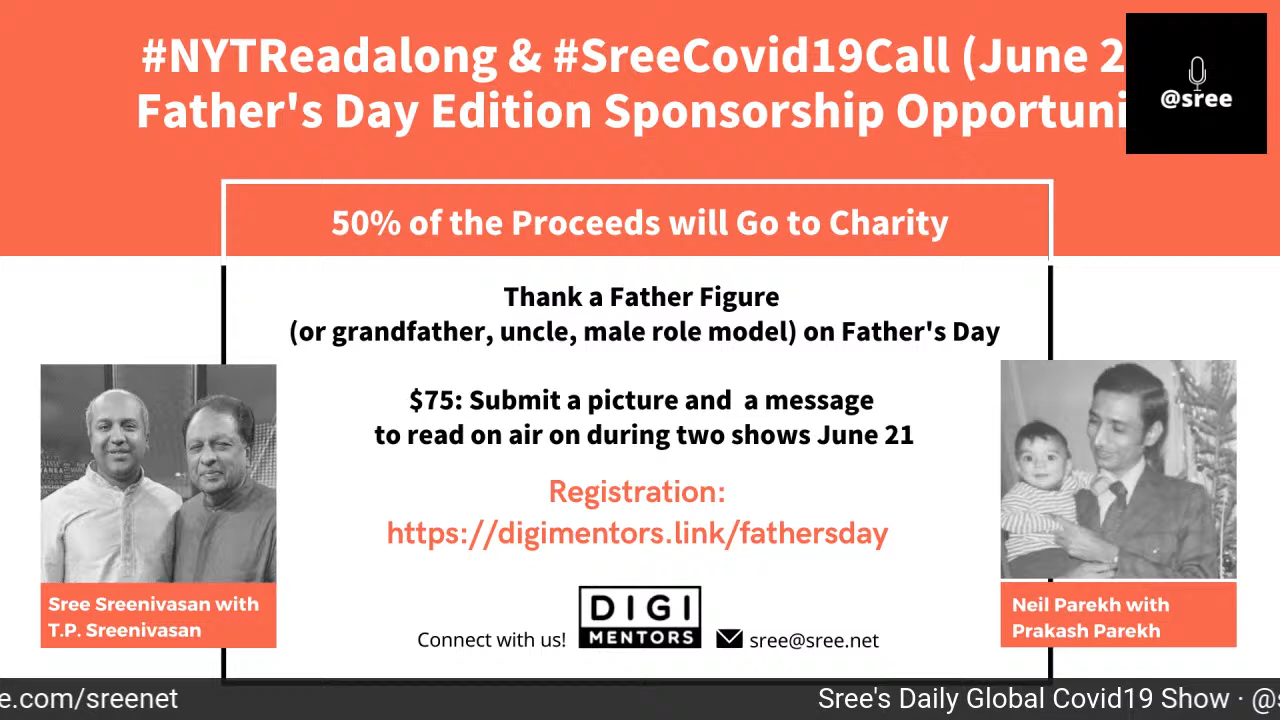 #NYTReadalong & #SreeCovid19Call (June 2
Father's Day Edition Sponsorship Opportuni
@sree
50% of the Proceeds will Go to Charity
Thank a Father Figure
(or grandfather, uncle, male role model) on Father's Day
$75: Submit a picture and a message
to read on air on during two shows June 21
Registration:
https://digimentors.link/fathersday
Sree Sreenivasan with
T.P. Sreenivasan
Neil Parekh with
Prakash Parekh
Connect with us!
DIGI
MENTORS
sree@sree.net
e.com/sreenet
Sree's Daily Global Covid19 Show · @s